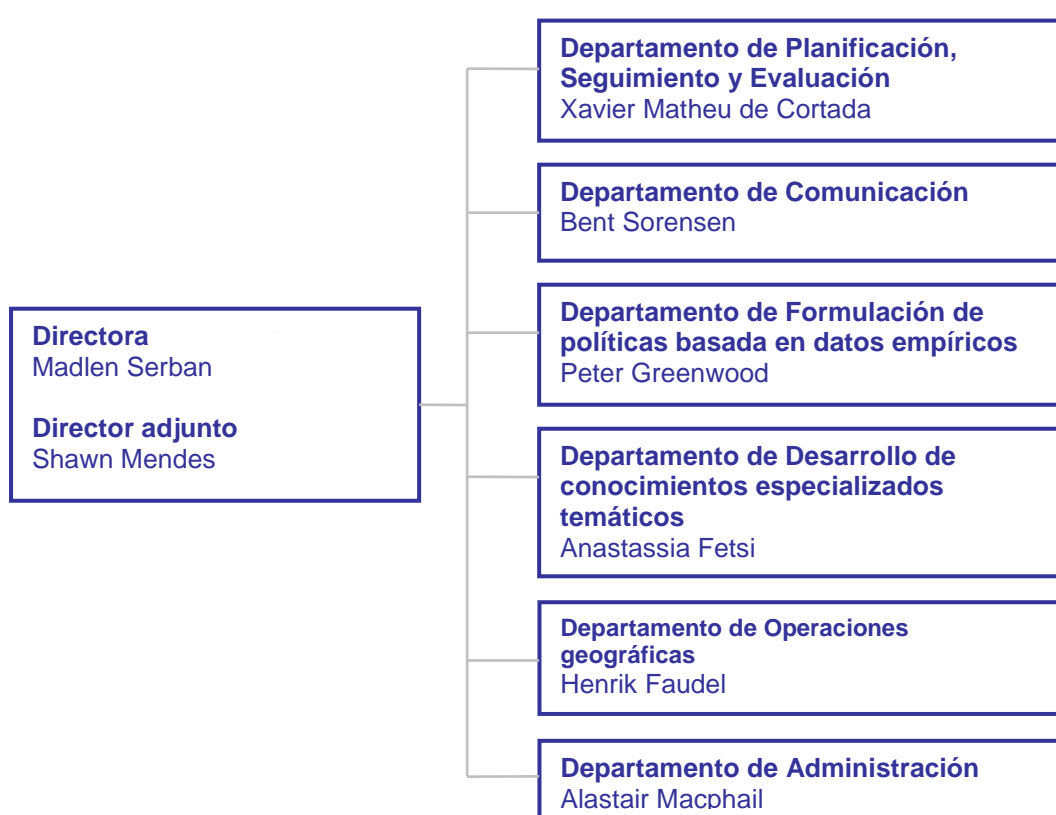 Departamento de Planificación,
Seguimiento y Evaluación
Xavier Matheu de Cortada
Departamento de Comunicación
Bent Sorensen
Departamento de Formulación de
políticas basada en datos empíricos
Peter Greenwood
Directora
Madlen Serban
Director adjunto
Shawn Mendes
Departamento de Desarrollo de
conocimientos especializados
temáticos
Anastassia Fetsi
Departamento de Operaciones
geográficas
Henrik Faudel
Departamento de Administración
Alastair Macphail